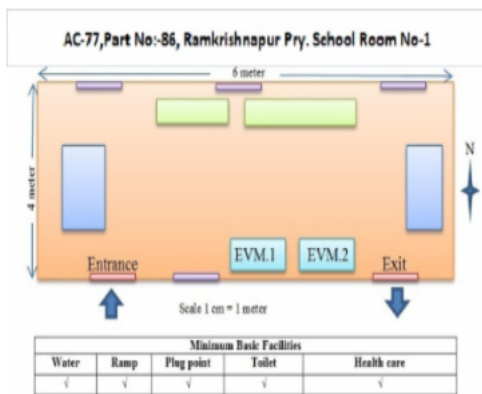 AC-77,Part No:-86, Ramkrishnapur Pry. School Room No-1
6 meter
4 meter
N
EVM.1 EVM.2
Entrance Exit
Scale 1 cm = 1 meter
Minimum Basic Facilities
Water Ramp Plug point Toilet Health care
√ √ √ √ √